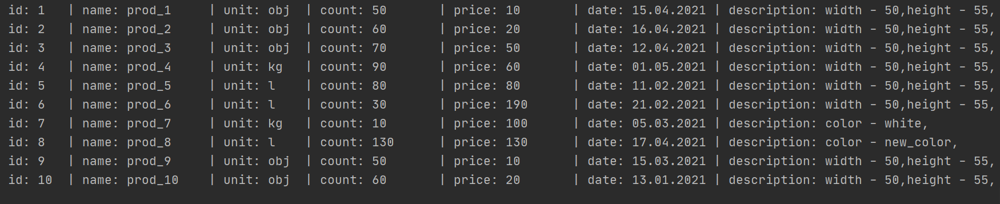 id: 1 | name: prod_1 | unit: obj | count: 50 | price: 10 | date: 15.04.2021 | description: width - 50,height - 55,
id: 2 | name: prod_2 | unit: obj | count: 60 | price: 20 | date: 16.04.2021 | description: width - 50,height - 55,
id: 3 | name: prod_3 | unit: obj | count: 70 | price: 50 | date: 12.04.2021 | description: width - 50,height - 55,
id: 4 | name: prod_4 | unit: kg | count: 90 | price: 60 | date: 01.05.2021 | description: width - 50,height - 55,
id: 5 | name: prod_5 | unit: l | count: 80 | price: 80 | date: 11.02.2021 | description: width - 50,height - 55,
id: 6 | name: prod_6 | unit: l | count: 30 | price: 190 | date: 21.02.2021 | description: width - 50,height - 55,
id: 7 | name: prod_7 | unit: kg | count: 10 | price: 100 | date: 05.03.2021 | description: color - white,
id: 8 | name: prod_8 | unit: l | count: 130 | price: 130 | date: 17.04.2021 | description: color - new_color,
id: 9 | name: prod_9 | unit: obj | count: 50 | price: 10 | date: 15.03.2021 | description: width - 50,height - 55,
id: 10 | name: prod_10 | unit: obj | count: 60 | price: 20 | date: 13.01.2021 | description: width - 50,height - 55,